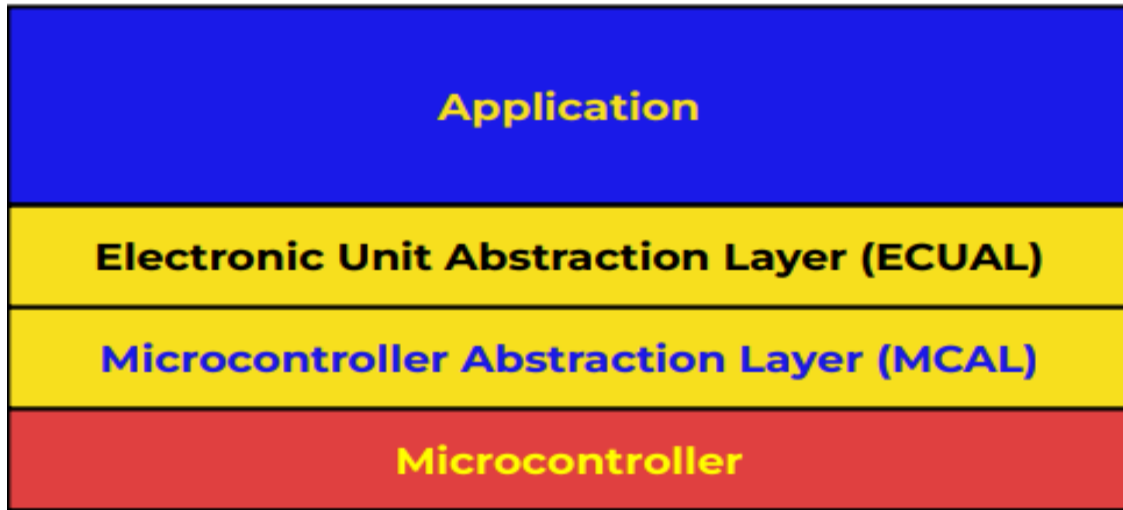 Application
Electronic Unit Abstraction Layer (ECUAL)
Microcontroller Abstraction Layer (MCAL)
Microcontroller